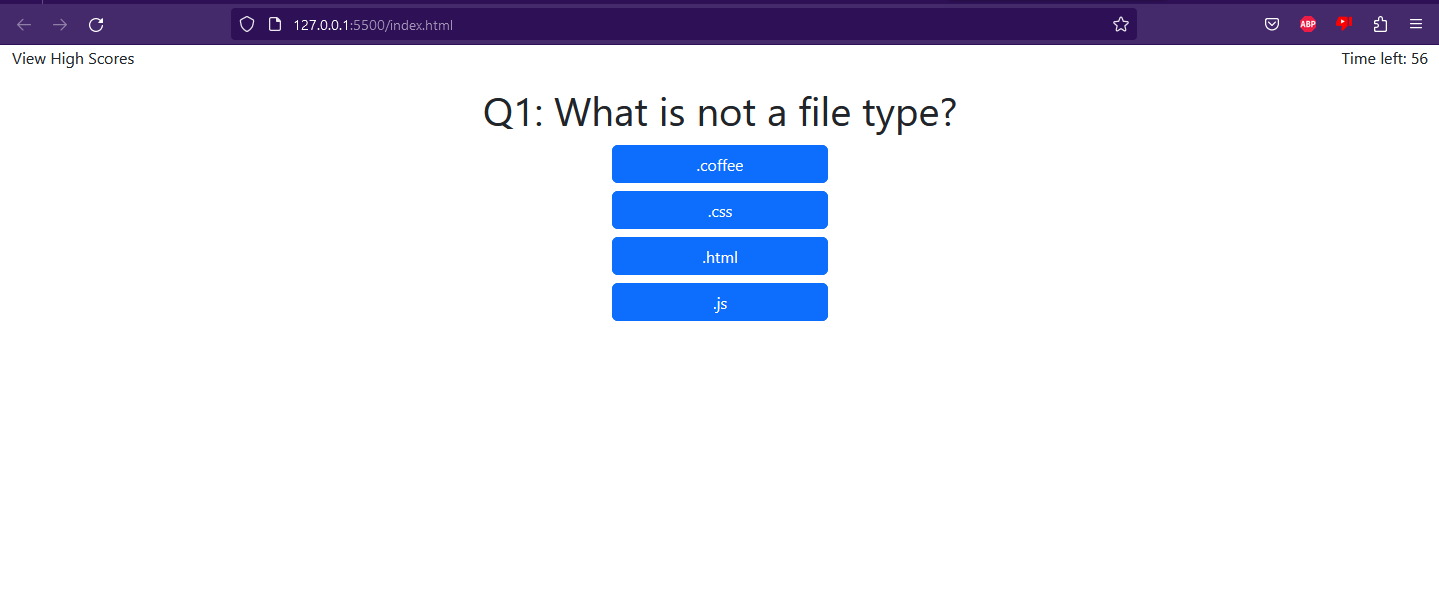 127.0.0.1:5500/index.html
ABP
View High Scores
Time left: 56
Q1: What is not a file type?
.coffee
.css
.html
.js